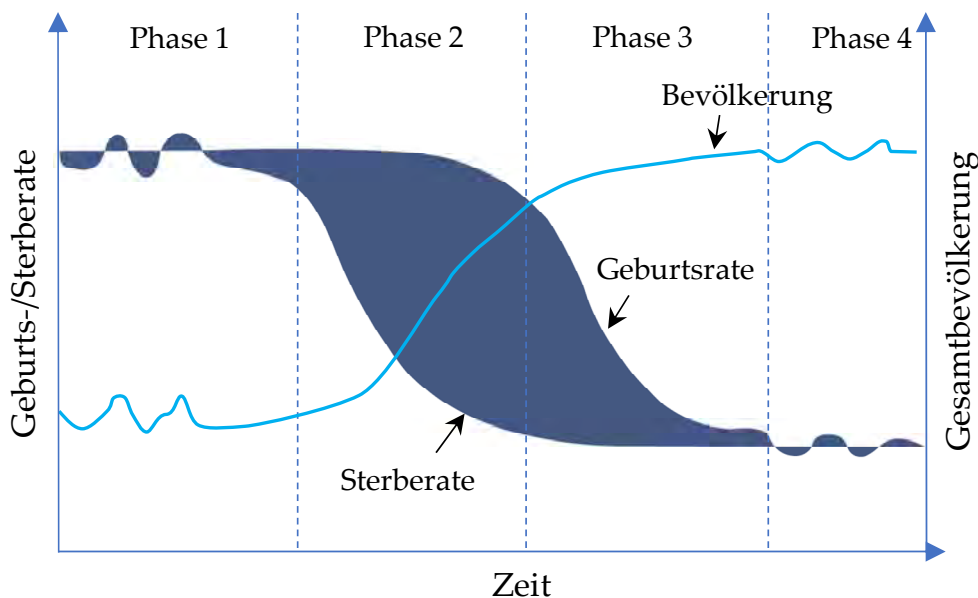 Phase 1
Phase 2
Phase 3
Phase 4
Bevölkerung
Geburts-/Sterberate
Geburtsrate
Gesamtbevölkerung
Sterberate
Zeit